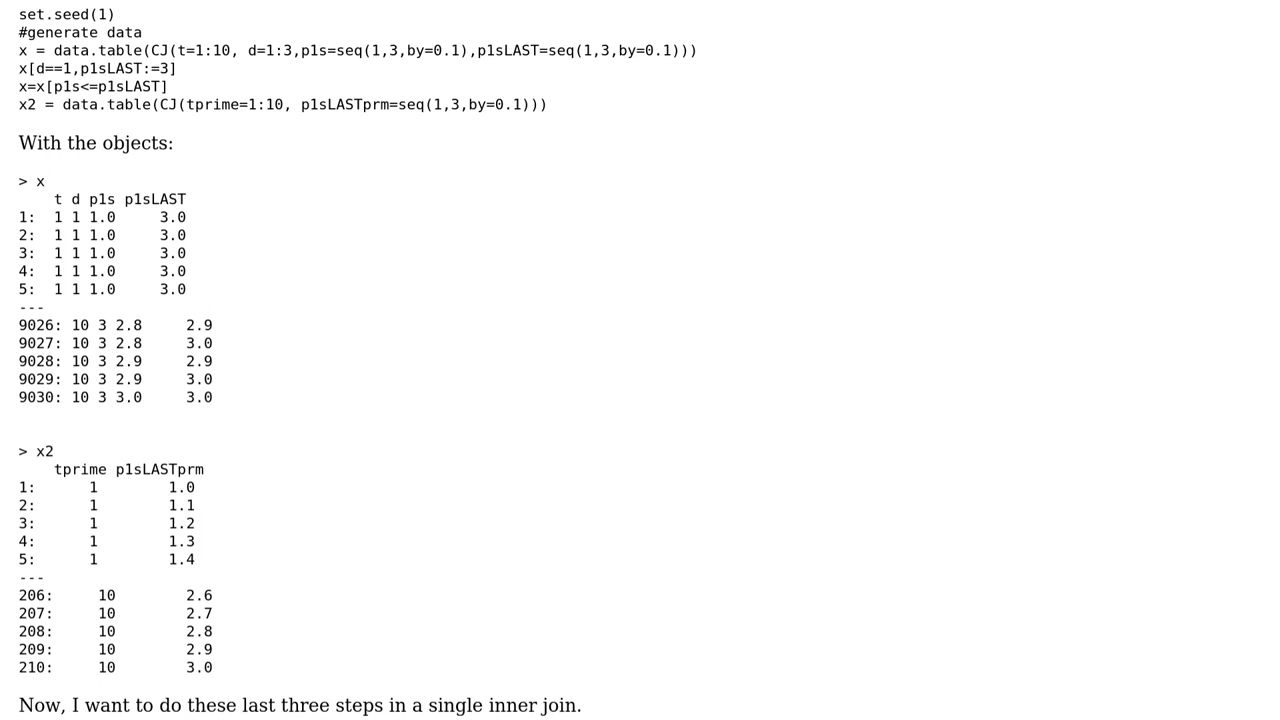 set.seed(1)
#generate data
x = data.table(CJ(t=1:10, d=1:3,p1s=seq(1,3,by=0.1),p1sLAST=seq(1,3,by=0.1)))
x[d==1,p1sLAST:=3]
x=x[p1s<=p1sLAST]
x2 = data.table(CJ(tprime=1:10, p1sLASTprm=seq(1,3,by=0.1)))
With the objects:
> x
    t d p1s p1sLAST
1:  1 1 1.0     3.0
2:  1 1 1.0     3.0
3:  1 1 1.0     3.0
4:  1 1 1.0     3.0
5:  1 1 1.0     3.0
---
9026: 10 3 2.8     2.9
9027: 10 3 2.8     3.0
9028: 10 3 2.9     2.9
9029: 10 3 2.9     3.0
9030: 10 3 3.0     3.0
> x2
    tprime p1sLASTprm
1:      1        1.0
2:      1        1.1
3:      1        1.2
4:      1        1.3
5:      1        1.4
---
206:     10        2.6
207:     10        2.7
208:     10        2.8
209:     10        2.9
210:     10        3.0
Now, I want to do these last three steps in a single inner join.